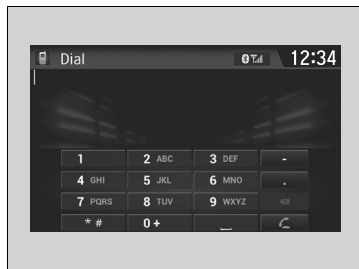 Dial 12:34
1 2 ABC 3 DEF -
4 GHI 5 JKL 6 MNO .
7 PQRS 8 TUV 9 WXYZ
* # 0 +